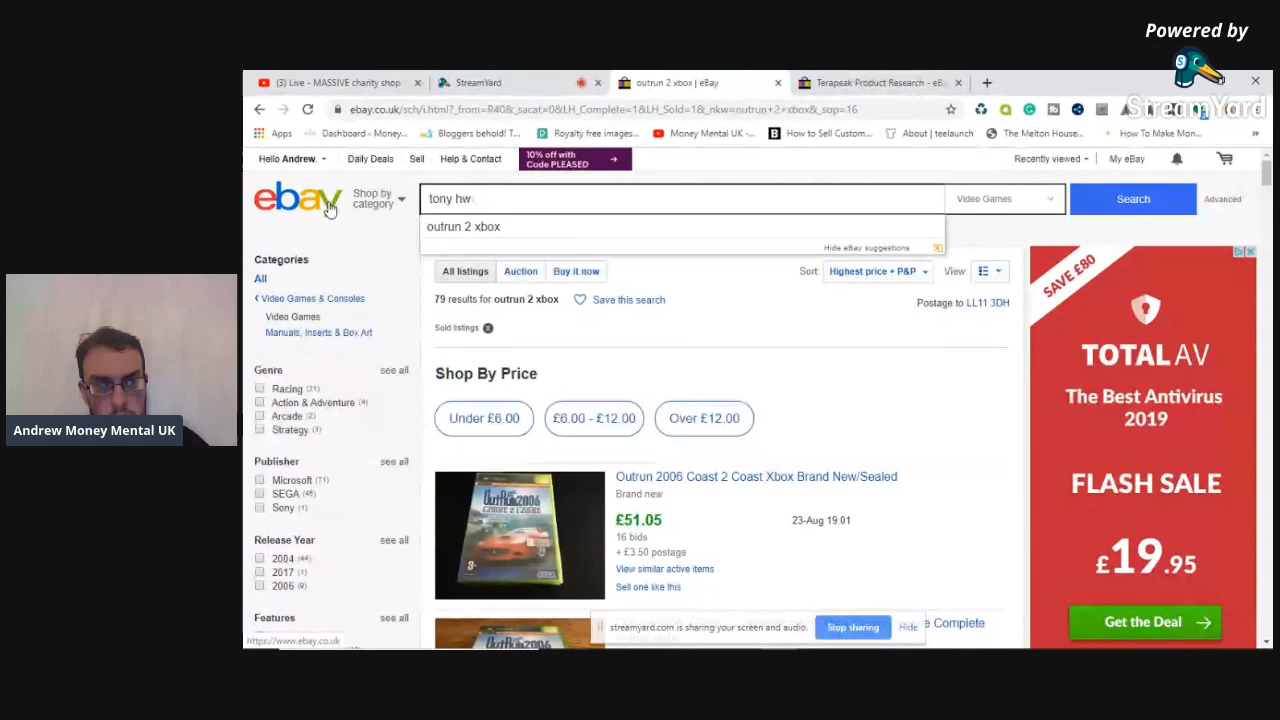 Powered by
StreamYard
(3) Live - MASSIVE charity shop
StreamYard
outrun 2 xbox | eBay
Terapeak Product Research - eB
ebay.co.uk/sch/i.html?_from=R40&_sacat=0&LH_Complete=1&LH_Sold=1&_nkw=outrun+2+xbox&_sop=16
Apps
Dashboard ‹ Money...
Bloggers behold! T...
Royalty free images...
Money Mental UK -...
How to Sell Custom...
About | teelaunch
The Melton House...
How To Make Mon...
Hello Andrew.
Daily Deals
Sell
Help & Contact
10% off with
Code PLEASED
Recently viewed
My eBay
ebay
Shop by
category
tony hw
Video Games
Search
Advanced
outrun 2 xbox
Hide eBay suggestions
Categories
All
Video Games & Consoles
Video Games
Manuals, Inserts & Box Art
All listings
Auction
Buy it now
Sort:
Highest price + P&P
View:
79 results for outrun 2 xbox
Save this search
Postage to LL11 3DH
Sold listings
Genre
see all
Racing (21)
Action & Adventure (4)
Arcade (2)
Strategy (1)
Publisher
see all
Microsoft (71)
SEGA (45)
Sony (1)
Release Year
see all
2004 (44)
2017 (1)
2006 (9)
Features
see all
https://www.ebay.co.uk
Shop By Price
Under £6.00
£6.00 - £12.00
Over £12.00
OutRun2006
Outrun 2006 Coast 2 Coast Xbox Brand New/Sealed
Brand new
£51.05
23-Aug 19:01
16 bids
+ £3.50 postage
View similar active items
Sell one like this
e Complete
streamyard.com is sharing your screen and audio.
Stop sharing
Hide
SAVE £80
TOTAL AV
The Best Antivirus
2019
FLASH SALE
£19.95
Get the Deal
Andrew Money Mental UK